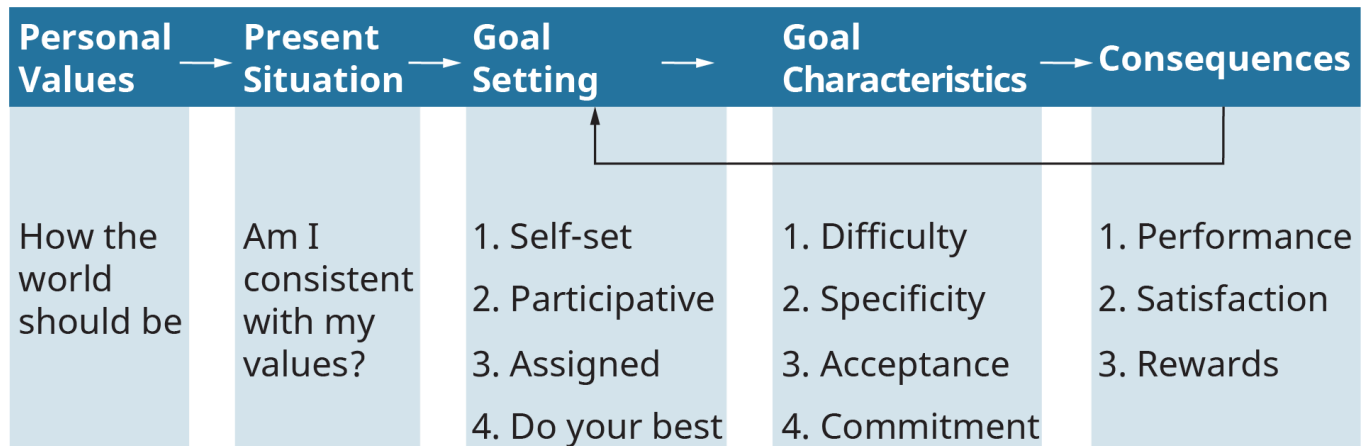 Personal
Values
Present
Situation
Goal
Setting
Goal
Characteristics
Consequences
How the
world
should be
Am I
consistent
with my
values?
1. Self-set
2. Participative
3. Assigned
4. Do your best
1. Difficulty
2. Specificity
3. Acceptance
4. Commitment
1. Performance
2. Satisfaction
3. Rewards